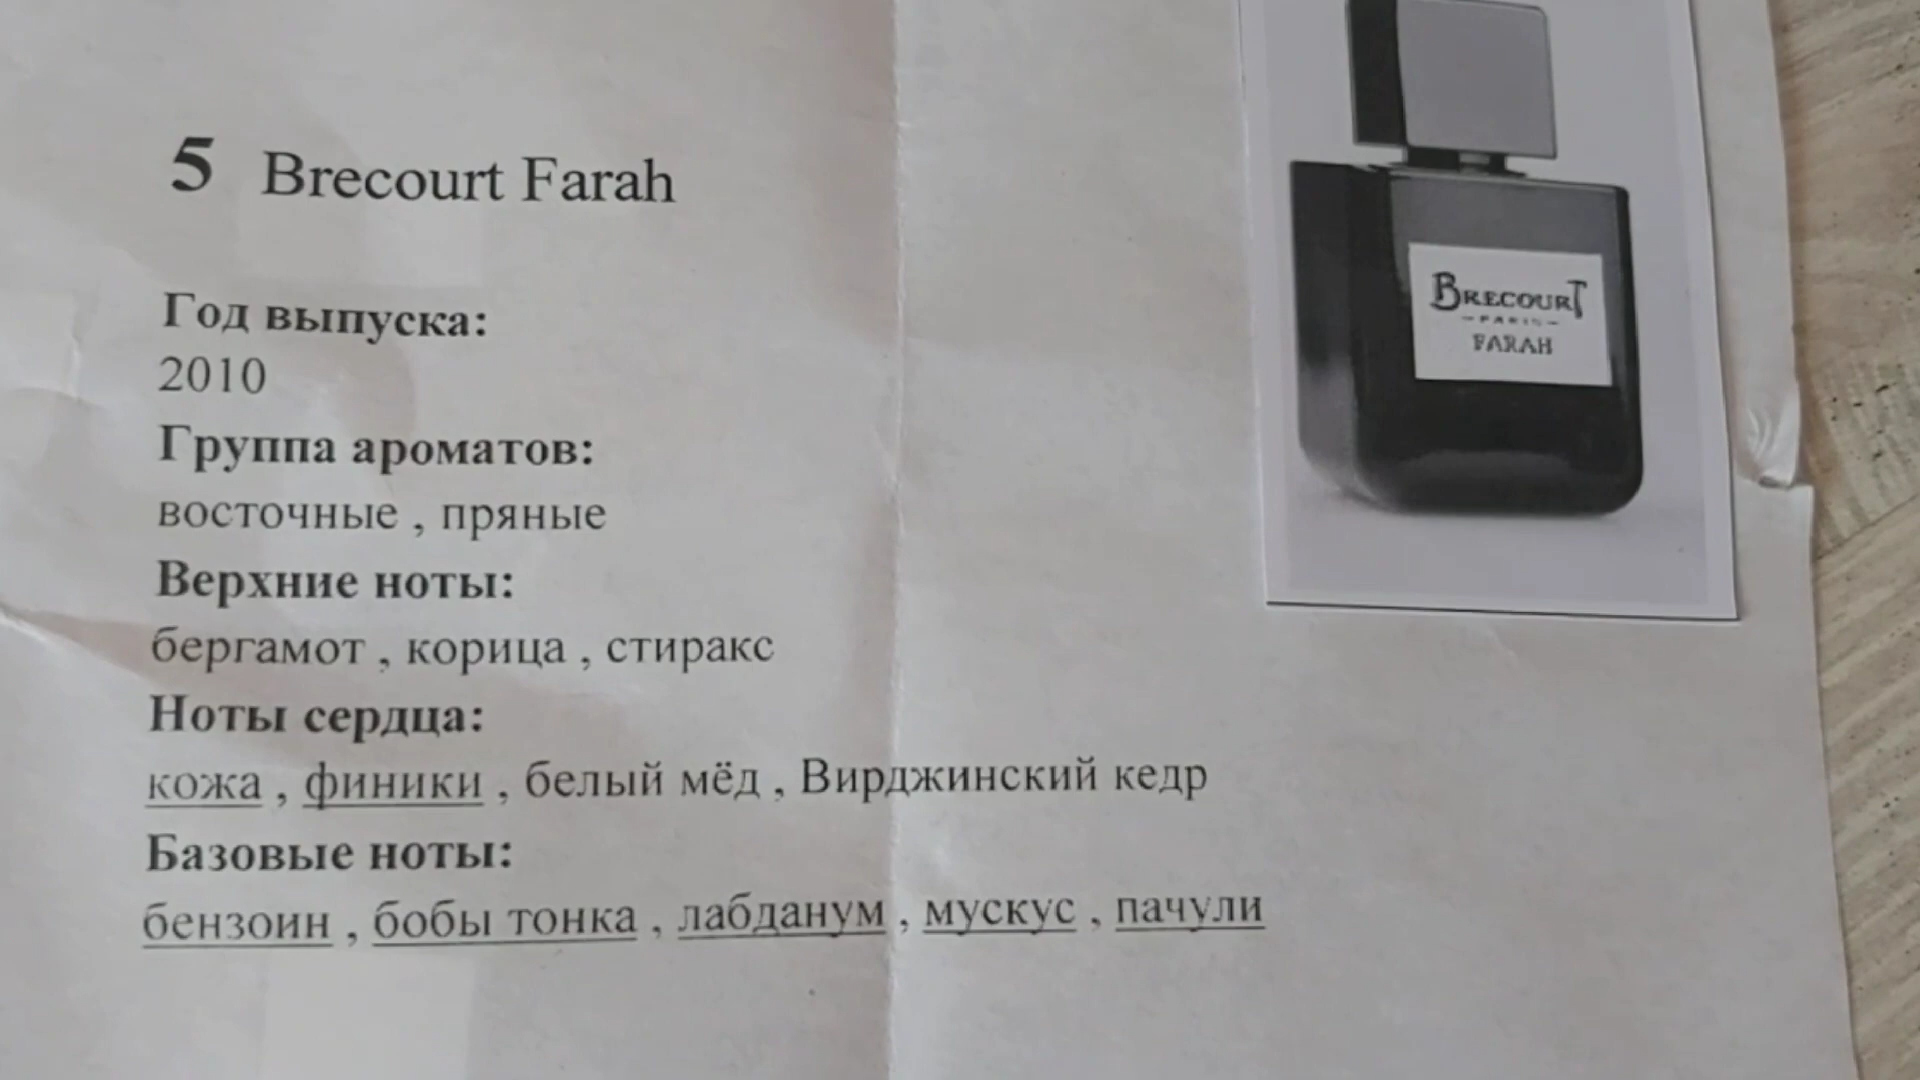 5 Brecourt Farah
Год выпуска:
2010
Группа ароматов:
восточные , пряные
Верхние ноты:
бергамот , корица , стиракс
Ноты сердца:
кожа , финики , белый мёд , Вирджинский кедр
Базовые ноты:
бензоин , бобы тонка , лабданум , мускус , пачули
BRECOURT
PARIS
FARAH